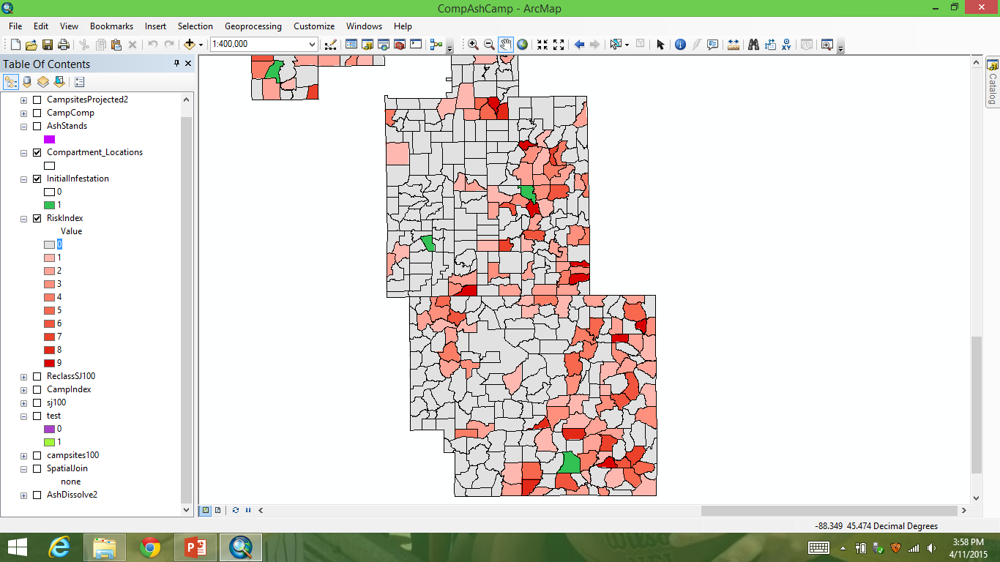 CompAshCamp - ArcMap
File Edit View Bookmarks Insert Selection Geoprocessing Customize Windows Help
1:400,000
Table Of Contents
CampsitesProjected2
CampComp
AshStands
Compartment_Locations
InitialInfestation
0
1
RiskIndex
Value
0
1
2
3
4
5
6
7
8
9
ReclassSJ100
CampIndex
sj100
test
0
1
campsites100
SpatialJoin
none
AshDissolve2
Catalog
-88.349 45.474 Decimal Degrees
3:58 PM
4/11/2015